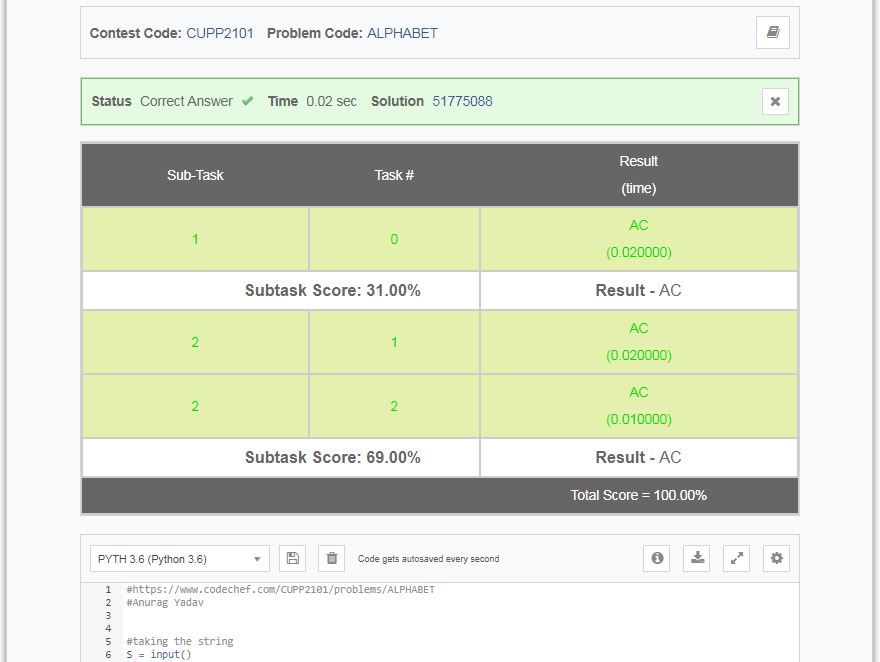 Contest Code: CUPP2101 Problem Code: ALPHABET
Status Correct Answer Time 0.02 sec Solution 51775088
Sub-Task Task # Result
(time)
1 0 AC
(0.020000)
Subtask Score: 31.00% Result - AC
2 1 AC
(0.020000)
2 2 AC
(0.010000)
Subtask Score: 69.00% Result - AC
Total Score = 100.00%
PYTH 3.6 (Python 3.6) Code gets autosaved every second
1 #https://www.codechef.com/CUPP2101/problems/ALPHABET
2 #Anurag Yadav
3
4
5 #taking the string
6 S = input()